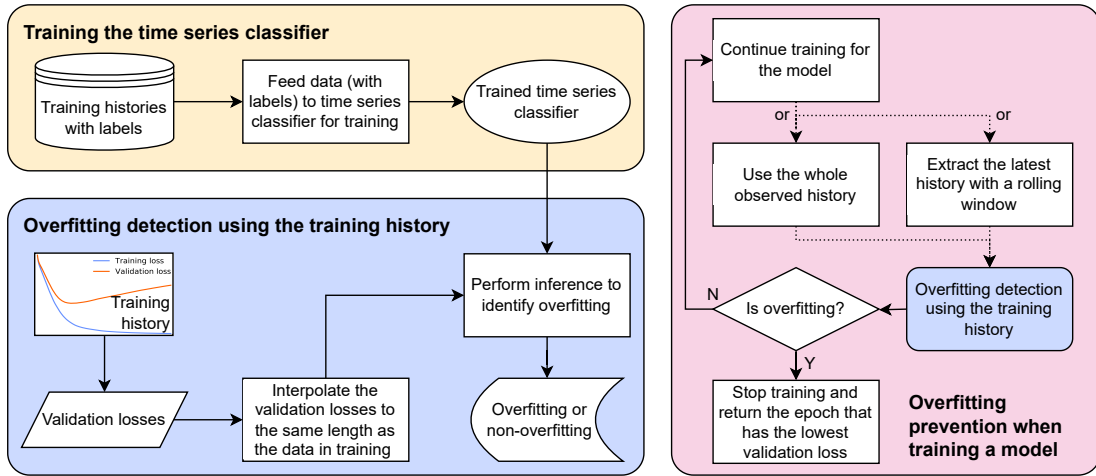 Training the time series classifier
Training histories
with labels
Feed data (with
labels) to time series
classifier for training
Trained time series
classifier
Overfitting detection using the training history
Training loss
Validation loss
Training
history
Validation losses
Interpolate the
validation losses to
the same length as
the data in training
Perform inference to
identify overfitting
Overfitting or
non-overfitting
Continue training for
the model
or
or
Use the whole
observed history
Extract the latest
history with a rolling
window
Overfitting detection
using the training
history
Is overfitting?
N
Y
Stop training and
return the epoch that
has the lowest
validation loss
Overfitting
prevention when
training a model